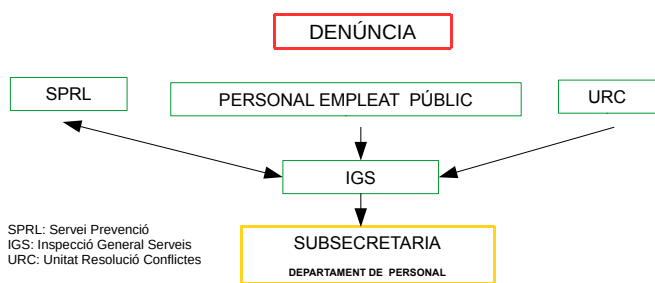 DENÚNCIA
SPRL
PERSONAL EMPLEAT PÚBLIC
URC
IGS
SPRL: Servei Prevenció
IGS: Inspecció General Serveis
URC: Unitat Resolució Conflictes
SUBSECRETARIA
DEPARTAMENT DE PERSONAL